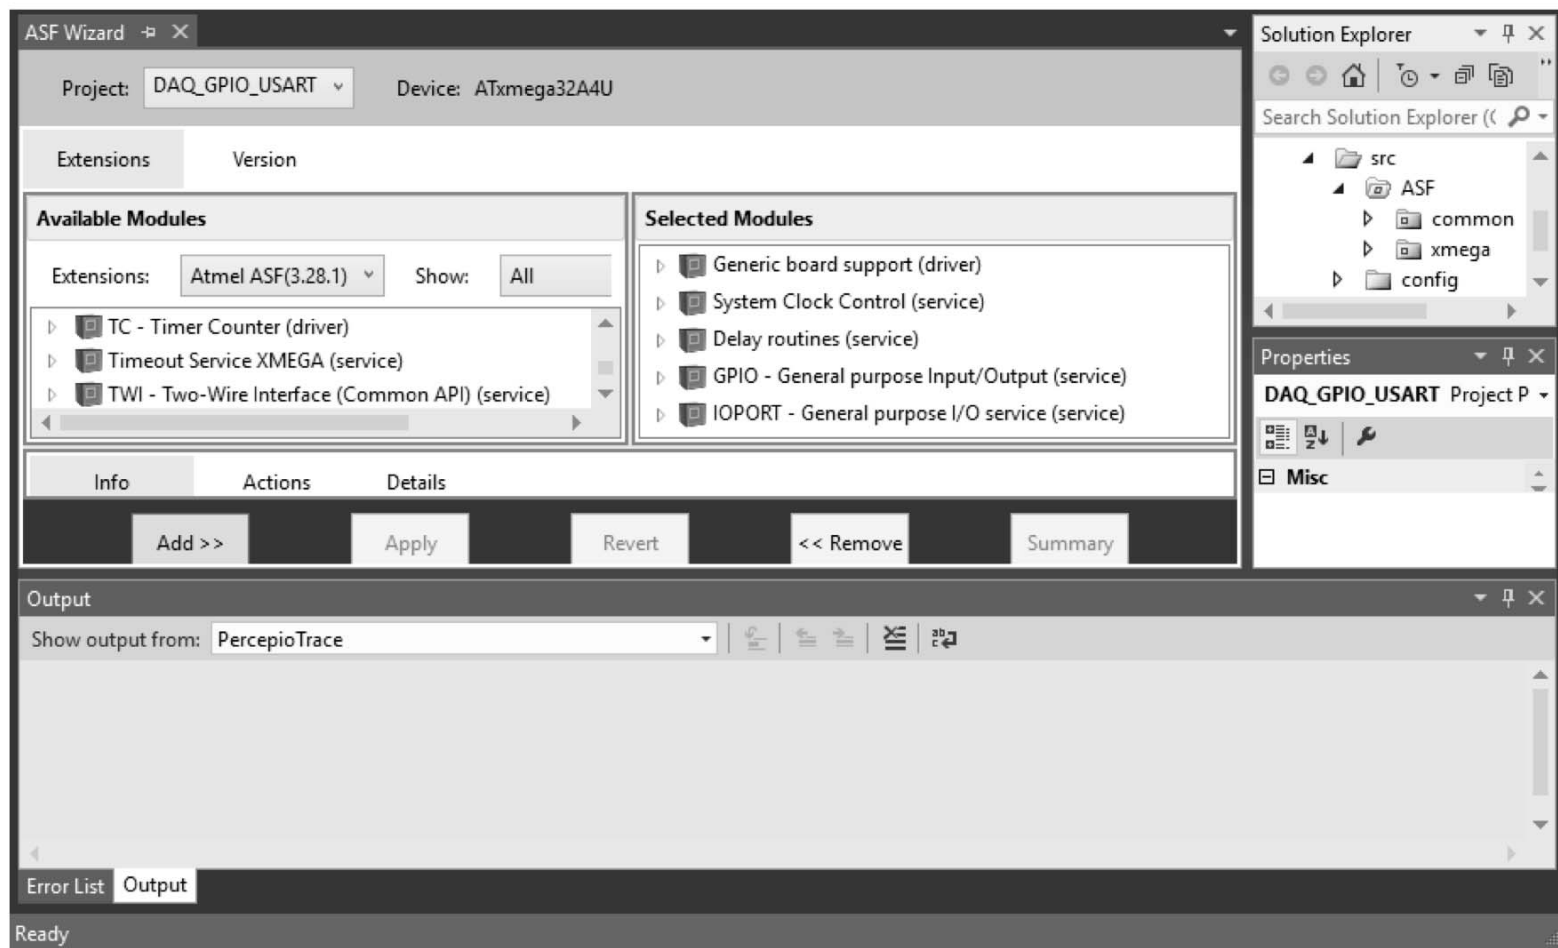 ASF Wizard
Project: DAQ_GPIO_USART Device: ATxmega32A4U
Extensions Version
Available Modules
Extensions: Atmel ASF(3.28.1) Show: All
TC - Timer Counter (driver)
Timeout Service XMEGA (service)
TWI - Two-Wire Interface (Common API) (service)
Selected Modules
Generic board support (driver)
System Clock Control (service)
Delay routines (service)
GPIO - General purpose Input/Output (service)
IOPORT - General purpose I/O service (service)
Info Actions Details
Add >> Apply Revert << Remove Summary
Solution Explorer
Search Solution Explorer (
src
ASF
common
xmega
config
Properties
DAQ_GPIO_USART Project P
Misc
Output
Show output from: PercepioTrace
Error List Output
Ready